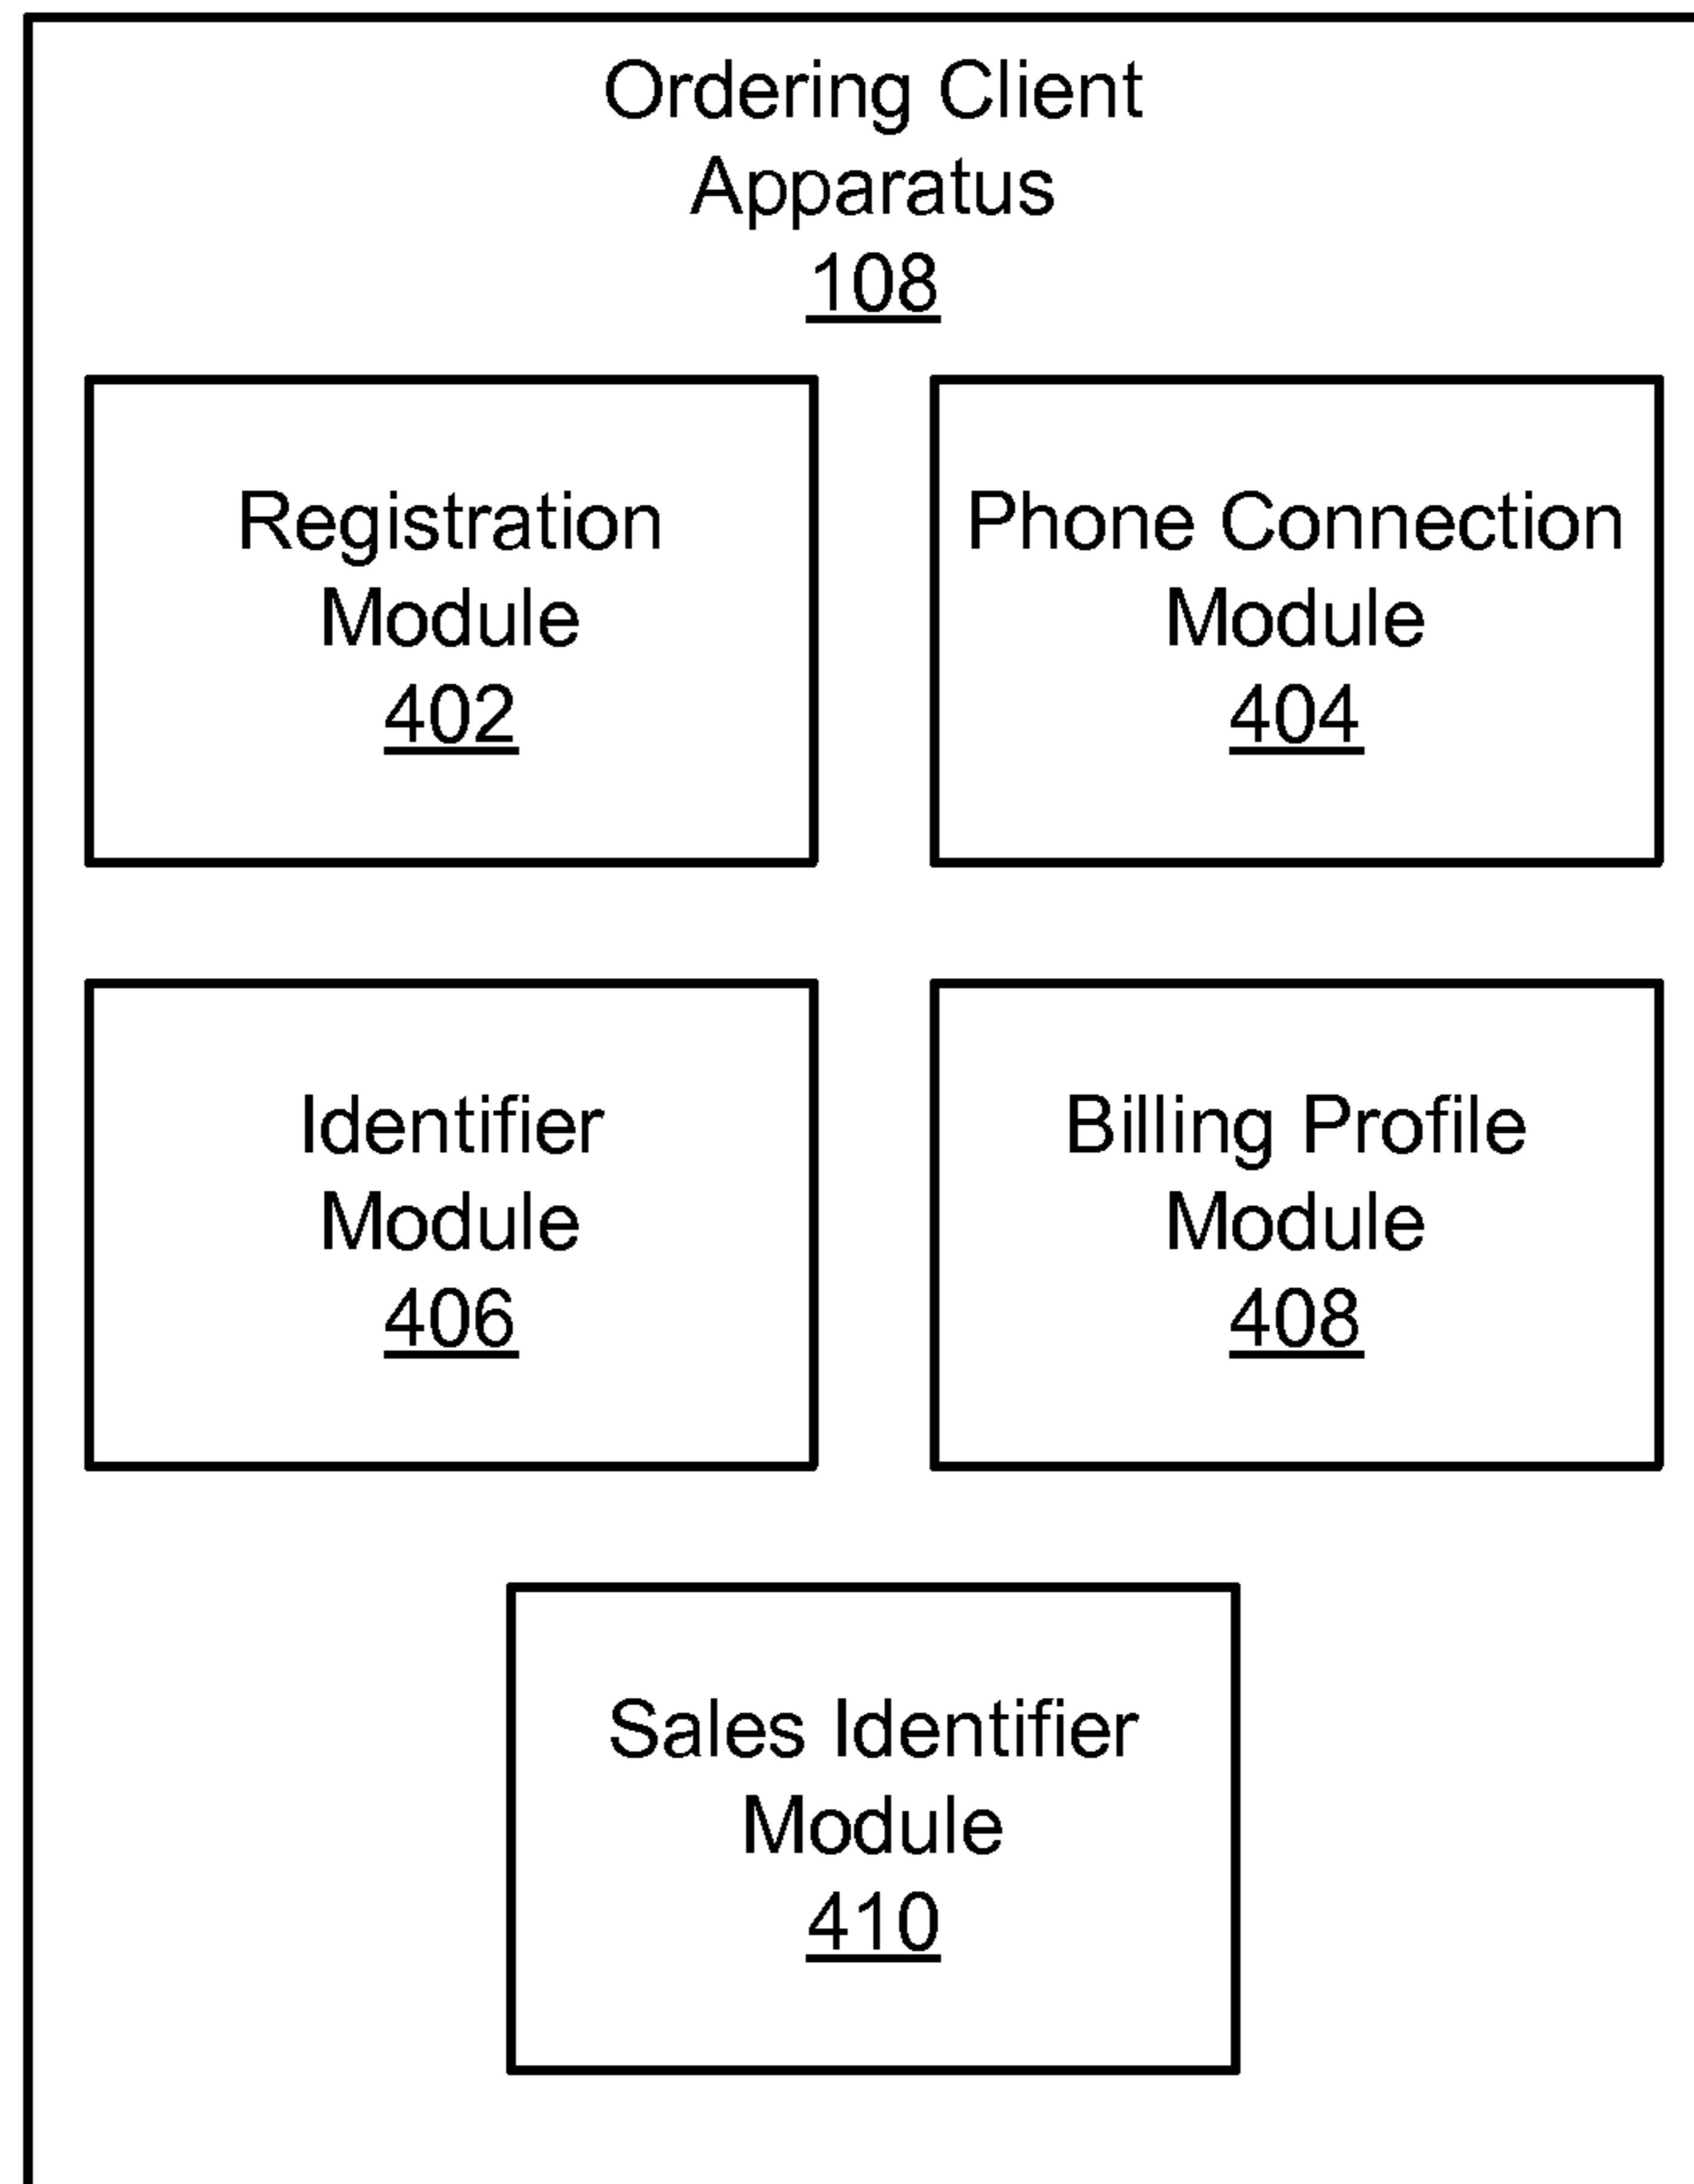 Ordering Client
Apparatus
108
Registration
Module
402
Phone Connection
Module
404
Identifier
Module
406
Billing Profile
Module
408
Sales Identifier
Module
410